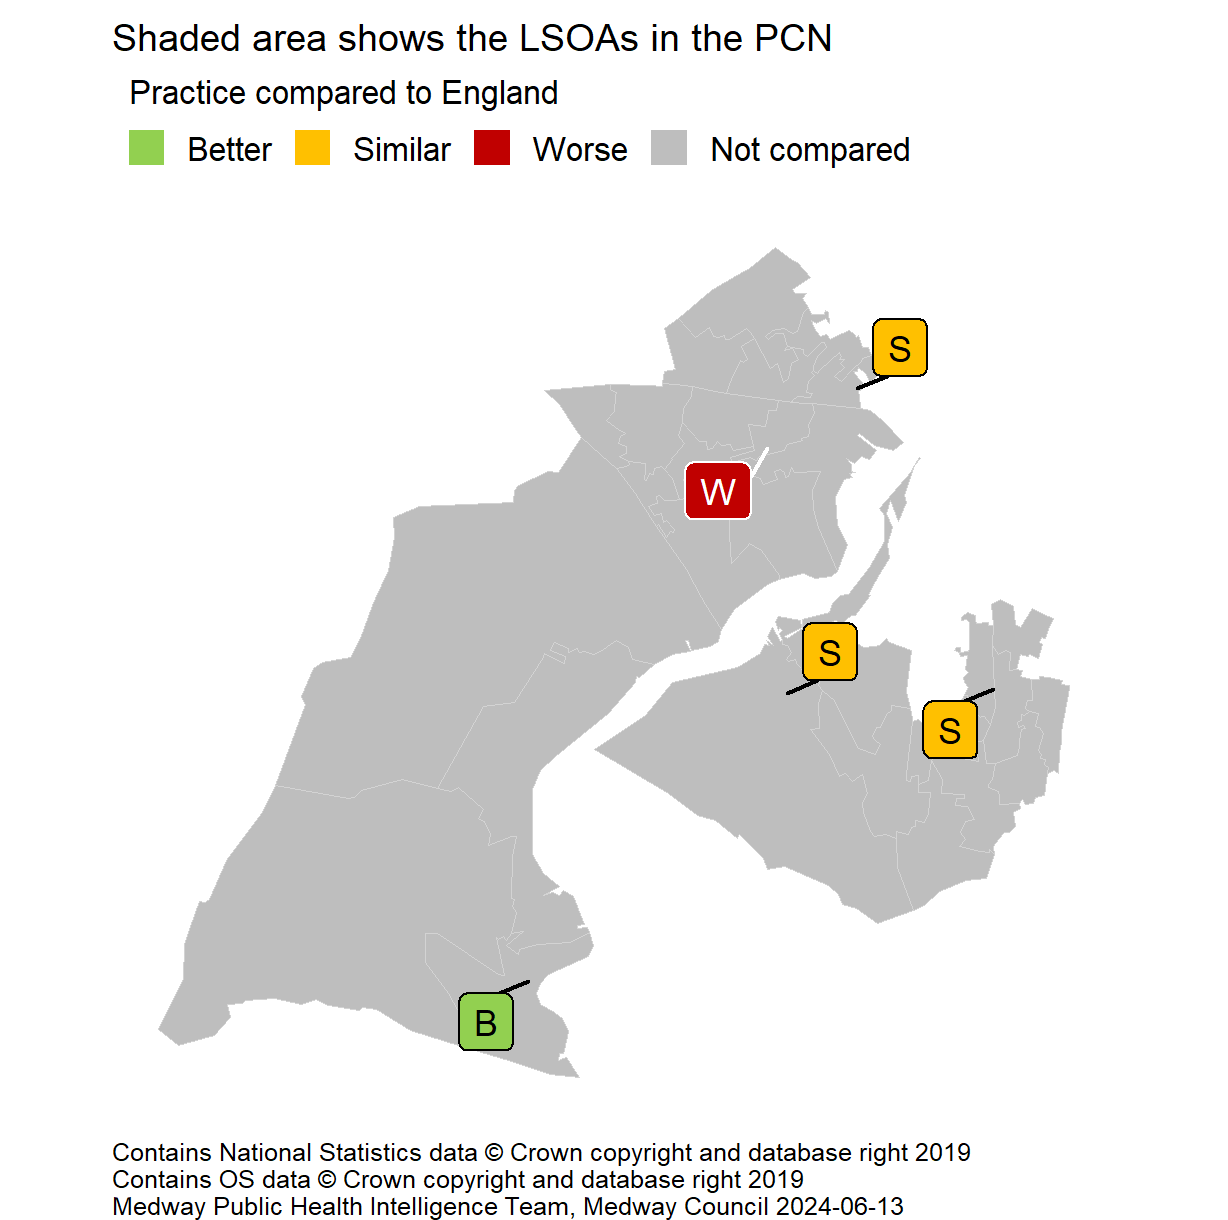 Shaded area shows the LSOAs in the PCN
Practice compared to England
Better Similar Worse Not compared
S
W
S
S
B
Contains National Statistics data © Crown copyright and database right 2019
Contains OS data © Crown copyright and database right 2019
Medway Public Health Intelligence Team, Medway Council 2024-06-13